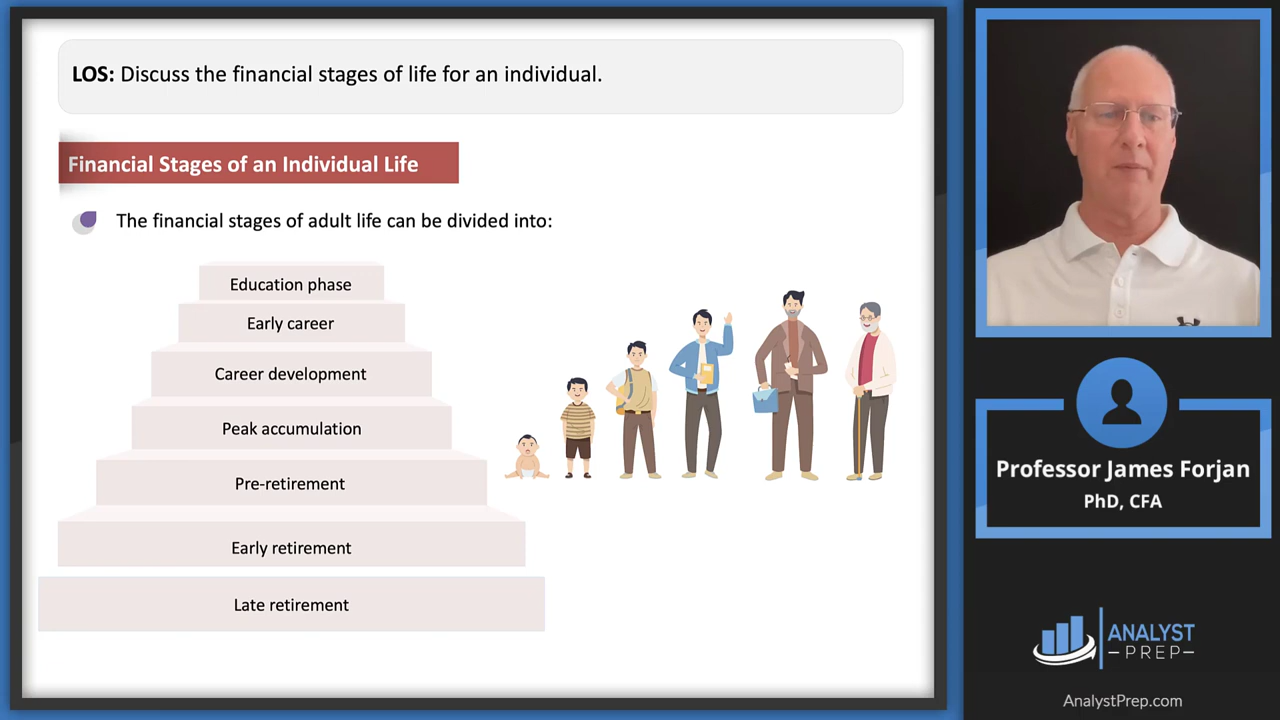 LOS: Discuss the financial stages of life for an individual.
Financial Stages of an Individual Life
The financial stages of adult life can be divided into:
Education phase
Early career
Career development
Peak accumulation
Pre-retirement
Early retirement
Late retirement
Professor James Forjan
PhD, CFA
ANALYST
–PREP–
AnalystPrep.com